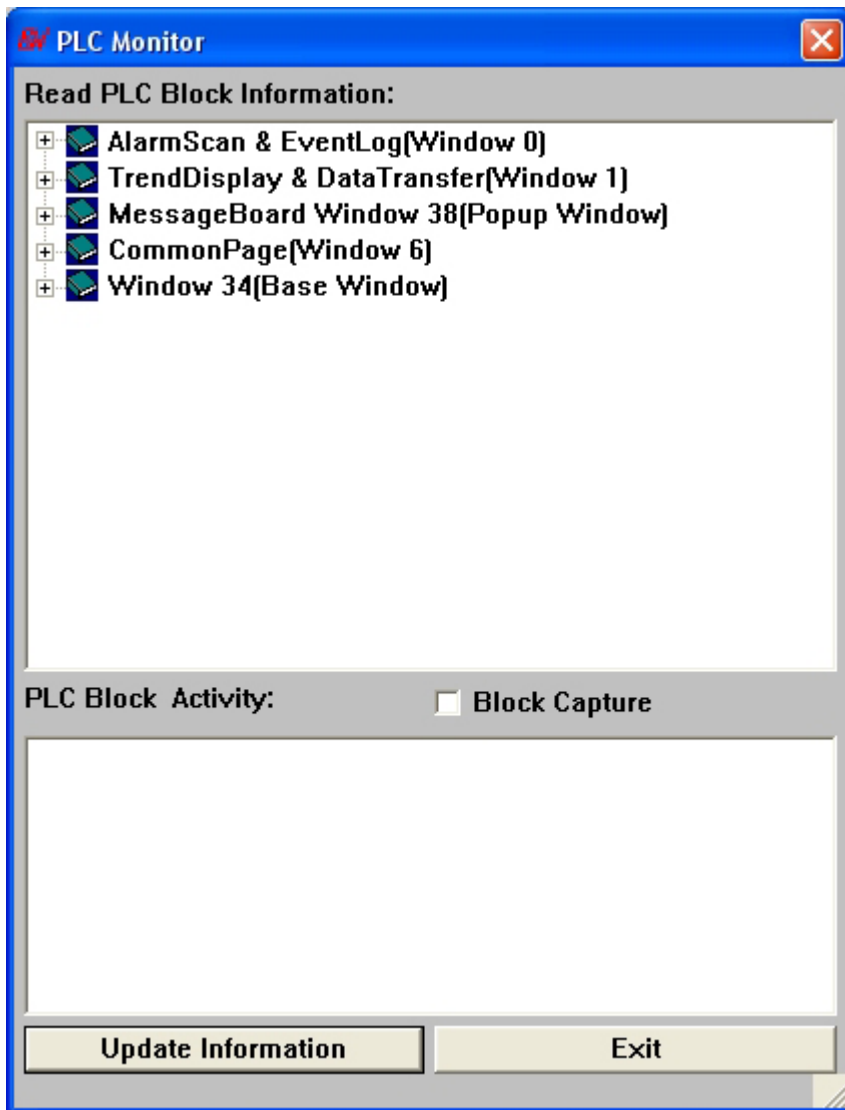 PLC Monitor
Read PLC Block Information:
AlarmScan & EventLog(Window 0)
TrendDisplay & DataTransfer(Window 1)
MessageBoard Window 38(Popup Window)
CommonPage(Window 6)
Window 34(Base Window)
PLC Block Activity:
Block Capture
Update Information
Exit